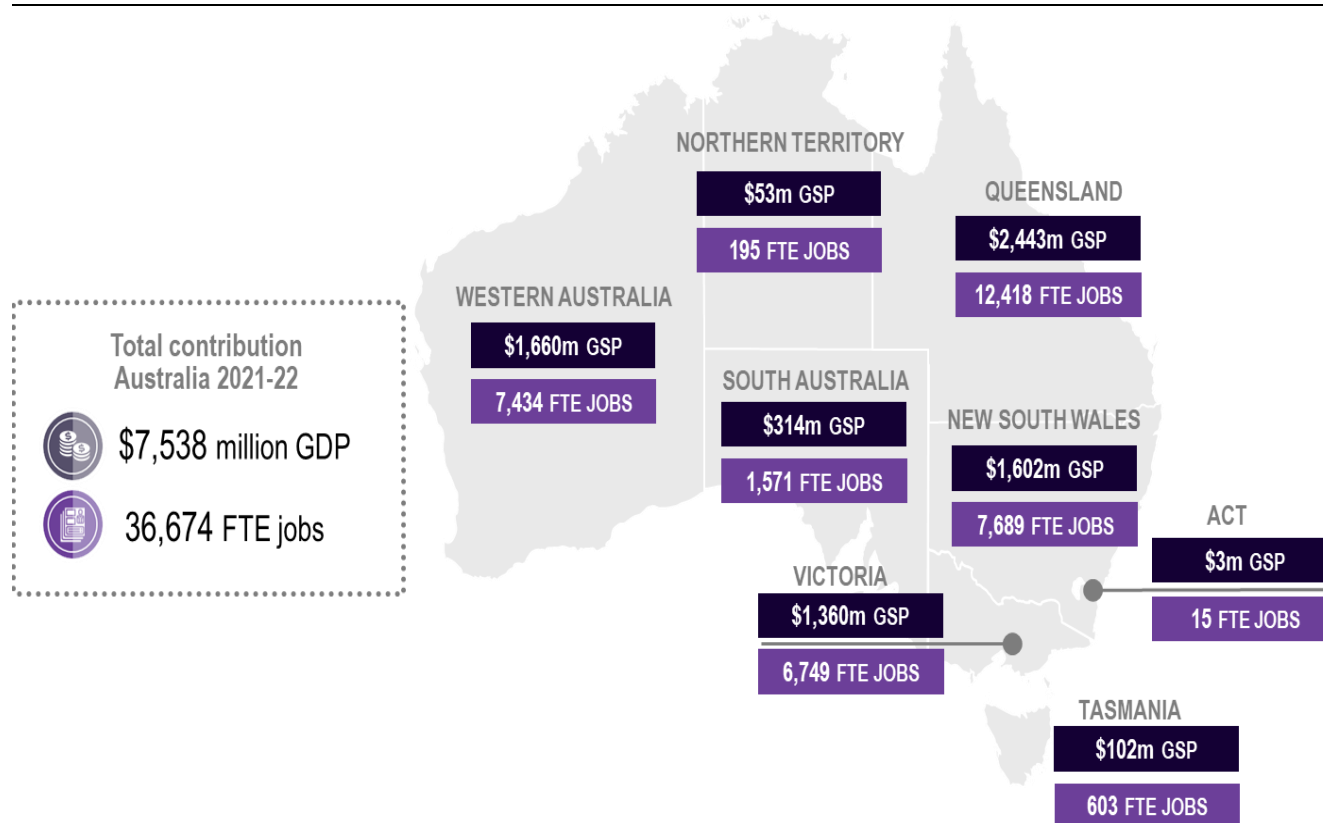 NORTHERN TERRITORY
$53m GSP
195 FTE JOBS
QUEENSLAND
$2,443m GSP
12,418 FTE JOBS
WESTERN AUSTRALIA
$1,660m GSP
7,434 FTE JOBS
Total contribution
Australia 2021-22
$7,538 million GDP
36,674 FTE jobs
SOUTH AUSTRALIA
$314m GSP
1,571 FTE JOBS
NEW SOUTH WALES
$1,602m GSP
7,689 FTE JOBS
ACT
$3m GSP
15 FTE JOBS
VICTORIA
$1,360m GSP
6,749 FTE JOBS
TASMANIA
$102m GSP
603 FTE JOBS